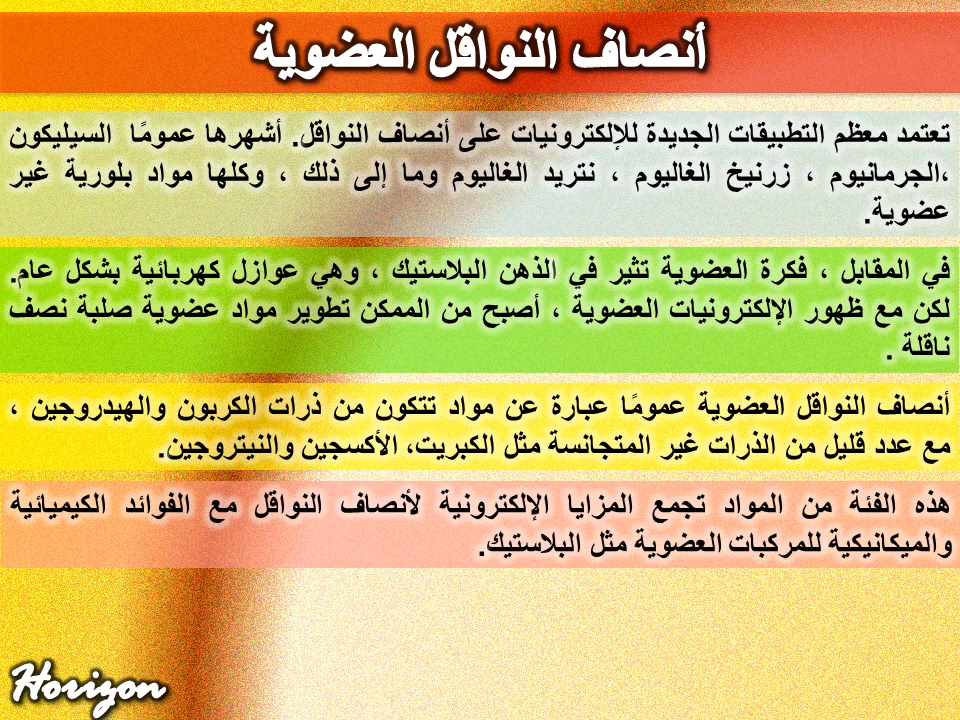 أنصاف النواقل العضوية
تعتمد معظم التطبيقات الجديدة للإلكترونيات على أنصاف النواقل. أشهرها عمومًا السيليكون
،الجرمانيوم ، زرنيخ الغاليوم ، نتريد الغاليوم وما إلى ذلك ، وكلها مواد بلورية غير
عضوية.
في المقابل ، فكرة العضوية تثير في الذهن البلاستيك ، وهي عوازل كهربائية بشكل عام.
لكن مع ظهور الإلكترونيات العضوية ، أصبح من الممكن تطوير مواد عضوية صلبة نصف
ناقلة .
أنصاف النواقل العضوية عمومًا عبارة عن مواد تتكون من ذرات الكربون والهيدروجين ،
مع عدد قليل من الذرات غير المتجانسة مثل الكبريت، الأكسجين والنيتروجين.
هذه الفئة من المواد تجمع المزايا الإلكترونية لأنصاف النواقل مع الفوائد الكيميائية
والميكانيكية للمركبات العضوية مثل البلاستيك.
Horizon